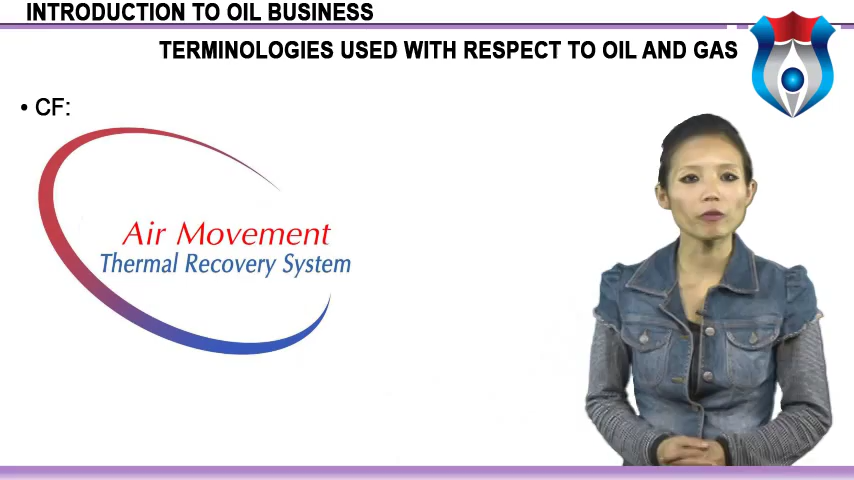 INTRODUCTION TO OIL BUSINESS
TERMINOLOGIES USED WITH RESPECT TO OIL AND GAS
• CF:
Air Movement
Thermal Recovery System